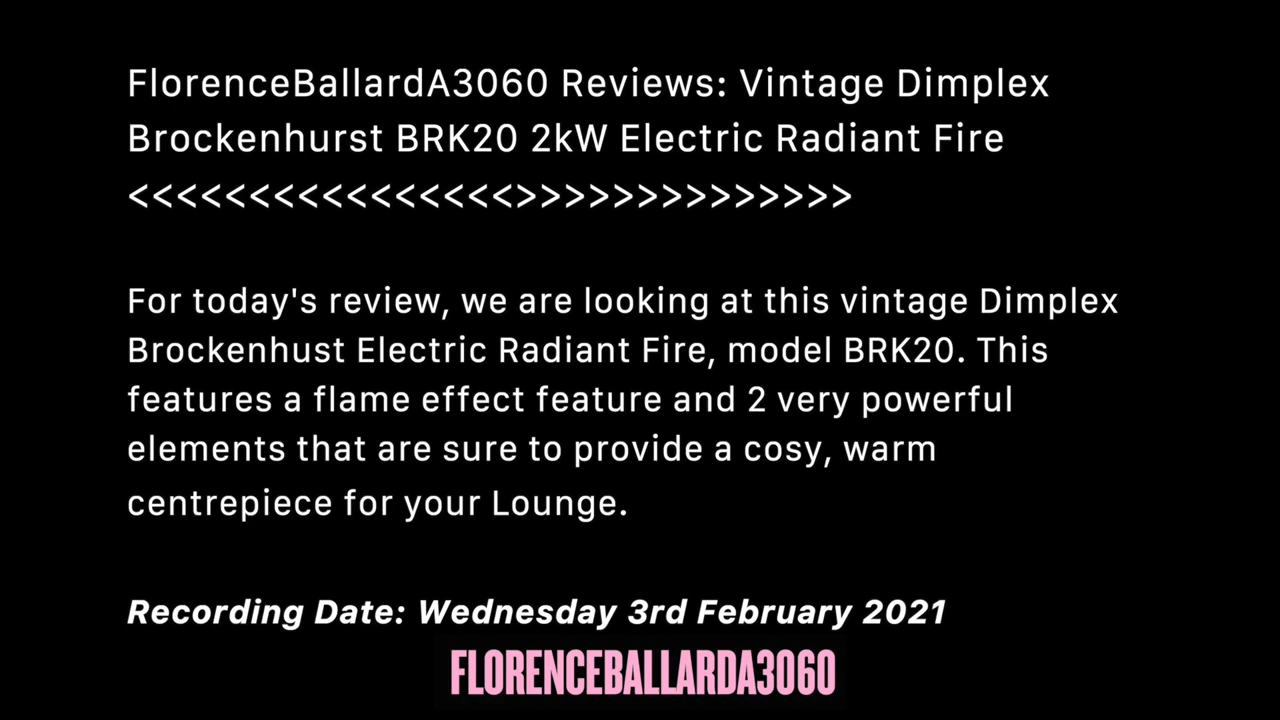 FlorenceBallardA3060 Reviews: Vintage Dimplex
Brockenhurst BRK20 2kW Electric Radiant Fire
<<<<<<<<<<<<<<<<>>>>>>>>>>>>>>
For today's review, we are looking at this vintage Dimplex
Brockenhust Electric Radiant Fire, model BRK20. This
features a flame effect feature and 2 very powerful
elements that are sure to provide a cosy, warm
centrepiece for your Lounge.
Recording Date: Wednesday 3rd February 2021
FLORENCEBALLARDA3060